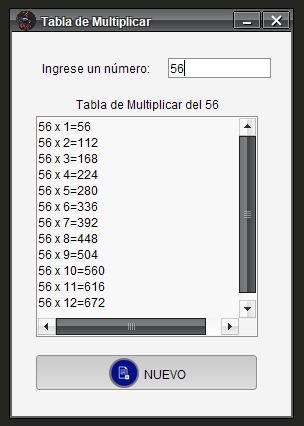 Tabla de Multiplicar
Ingrese un número: 56
Tabla de Multiplicar del 56
56 x 1=56
56 x 2=112
56 x 3=168
56 x 4=224
56 x 5=280
56 x 6=336
56 x 7=392
56 x 8=448
56 x 9=504
56 x 10=560
56 x 11=616
56 x 12=672
NUEVO